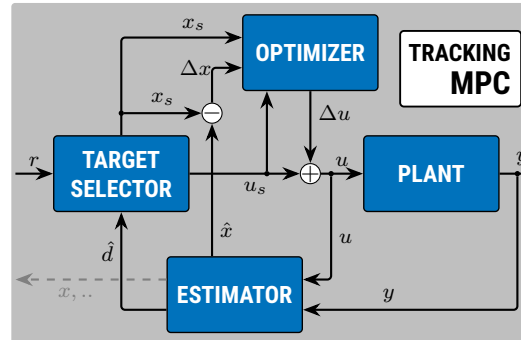 x_s
OPTIMIZER
TRACKING
MPC
Δx
x_s
Δu
r
TARGET
SELECTOR
u_s
u
PLANT
y
d̂
x̂
u
x, ..
ESTIMATOR
y